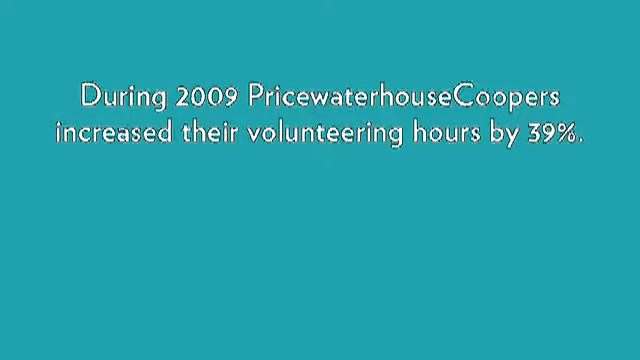 During 2009 PricewaterhouseCoopers
increased their volunteering hours by 39%.